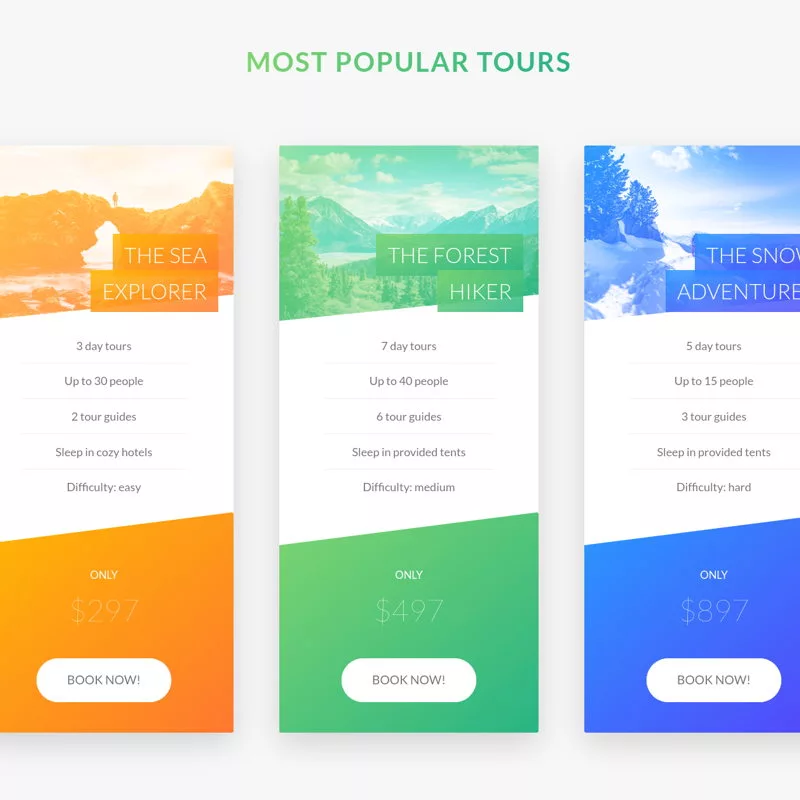 MOST POPULAR TOURS
THE SEA
EXPLORER
3 day tours
Up to 30 people
2 tour guides
Sleep in cozy hotels
Difficulty: easy
ONLY
$297
BOOK NOW!
THE FOREST
HIKER
7 day tours
Up to 40 people
6 tour guides
Sleep in provided tents
Difficulty: medium
ONLY
$497
BOOK NOW!
THE SNOW
ADVENTURE
5 day tours
Up to 15 people
3 tour guides
Sleep in provided tents
Difficulty: hard
ONLY
$897
BOOK NOW!